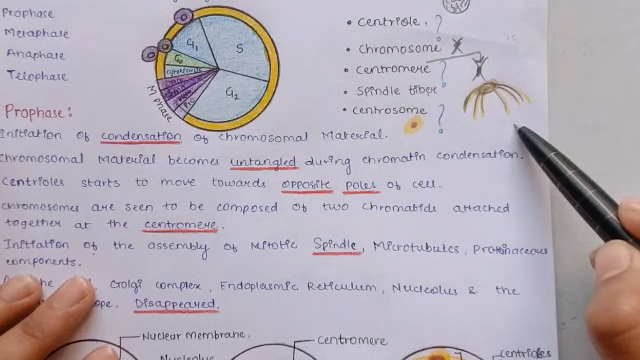 Prophase
Metaphase
Anaphase
Telophase
G1
S
G0
G2
M Phase
• Centriole ?
• Chromosome
• Centromere ?
• Spindle fiber
• Centrosome ?
Prophase:
Initiation of condensation of Chromosomal Material.
Chromosomal Material becomes untangled during chromatin condensation.
Centrioles starts to move towards opposite poles of cell.
Chromosomes are seen to be composed of two chromatids attached
together at the centromere.
Initiation of the assembly of Mitotic Spindle, Microtubules, Protinaceous
components.
Golgi complex, Endoplasmic Reticulum, Nucleolus & the
Disappeared.
Nuclear Membrane.
Nucleolus
Centromere
Centrioles